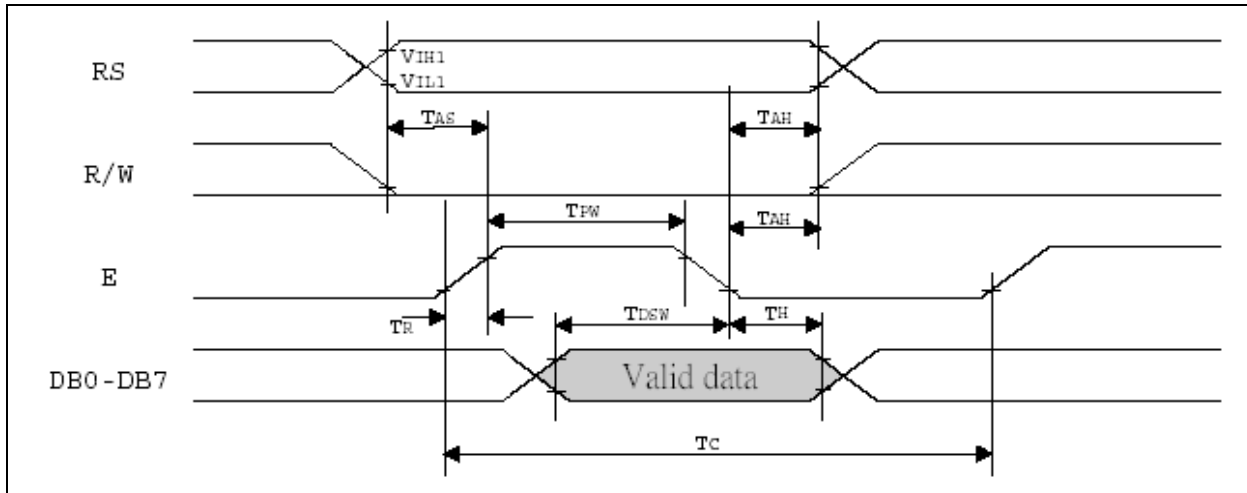 RS
VIH1
VIL1
TAS
TAH
R/W
TPW
TAH
E
TR
TDSW
TH
DB0-DB7
Valid data
TC